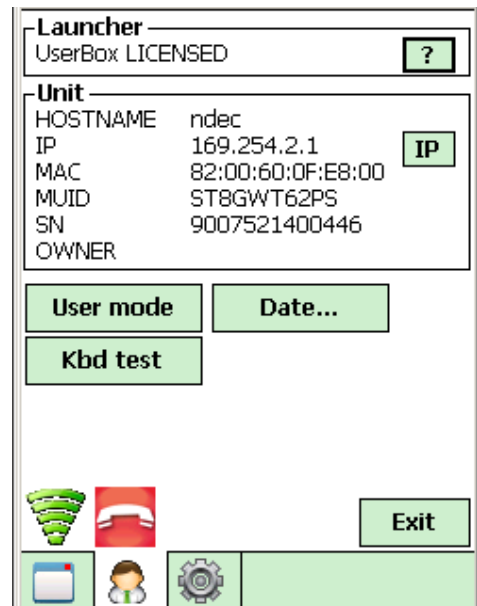 Launcher
UserBox LICENSED ?
Unit
HOSTNAME ndec
IP 169.254.2.1 IP
MAC 82:00:60:0F:E8:00
MUID ST8GWT62PS
SN 9007521400446
OWNER
User mode Date...
Kbd test
Exit